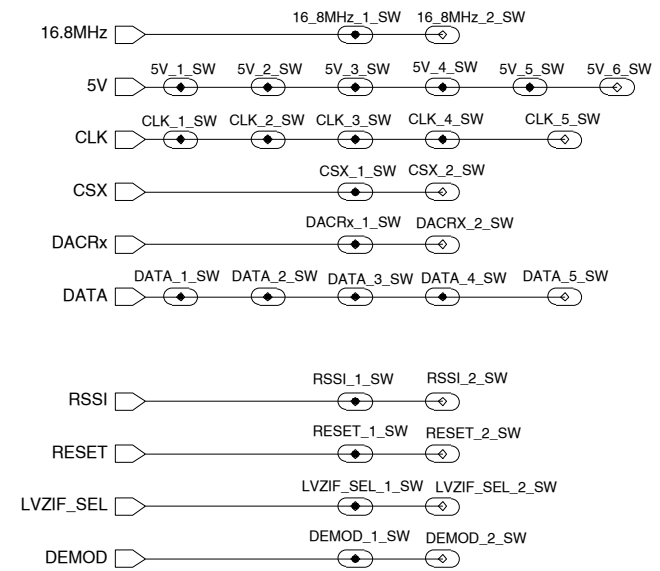 16_8MHz_1_SW 16_8MHz_2_SW
16.8MHz
5V_1_SW 5V_2_SW 5V_3_SW 5V_4_SW 5V_5_SW 5V_6_SW
5V
CLK_1_SW CLK_2_SW CLK_3_SW CLK_4_SW CLK_5_SW
CLK
CSX_1_SW CSX_2_SW
CSX
DACRx_1_SW DACRX_2_SW
DACRx
DATA_1_SW DATA_2_SW DATA_3_SW DATA_4_SW DATA_5_SW
DATA
RSSI_1_SW RSSI_2_SW
RSSI
RESET_1_SW RESET_2_SW
RESET
LVZIF_SEL_1_SW LVZIF_SEL_2_SW
LVZIF_SEL
DEMOD_1_SW DEMOD_2_SW
DEMOD